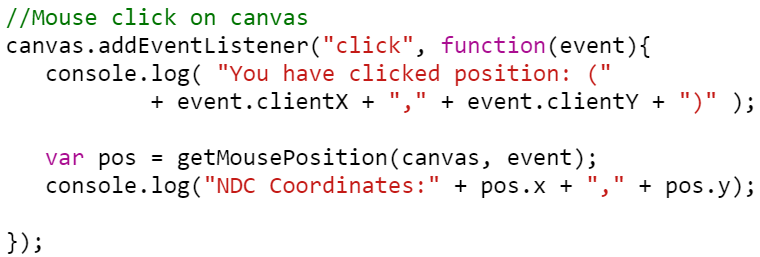 //Mouse click on canvas
canvas.addEventListener("click", function(event){
   console.log( "You have clicked position: ("
           + event.clientX + "," + event.clientY + ")" );

   var pos = getMousePosition(canvas, event);
   console.log("NDC Coordinates:" + pos.x + "," + pos.y);

});